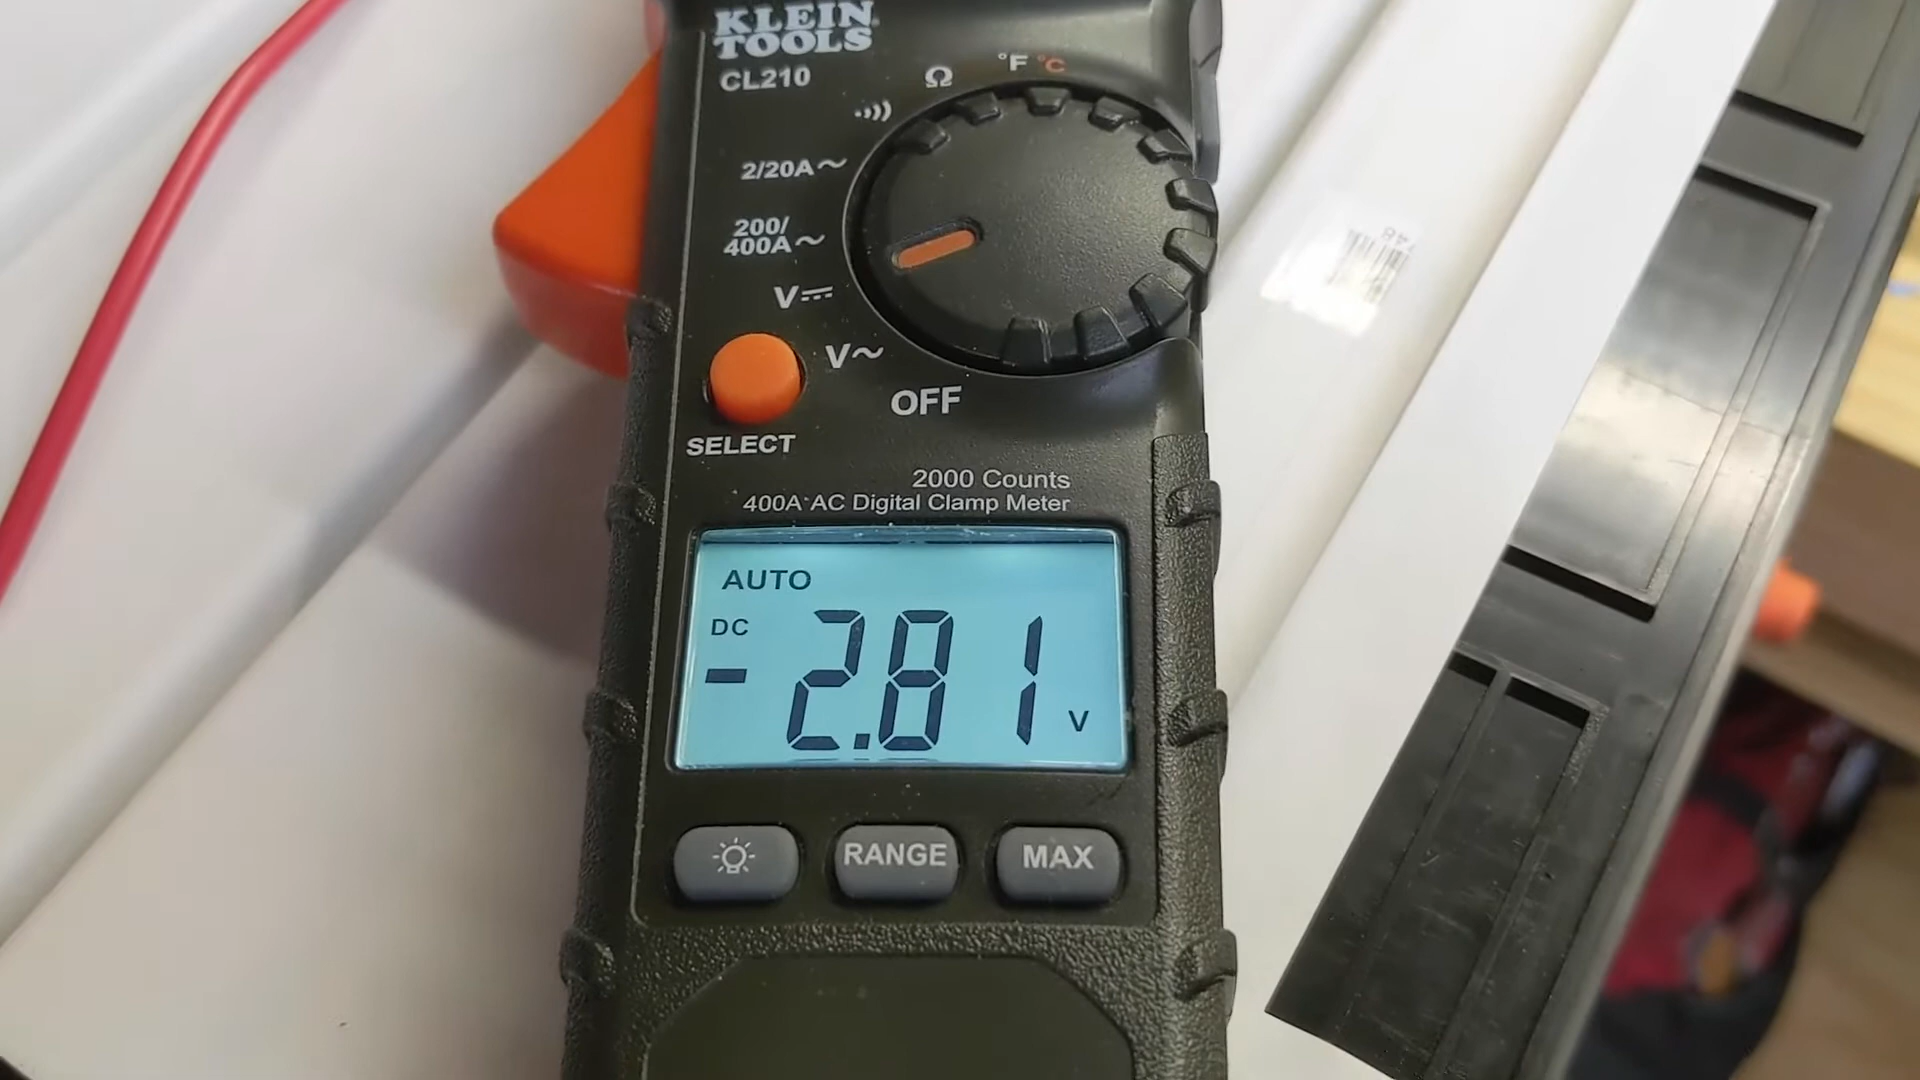 KLEIN
TOOLS
CL210
Ω
°F °C
2/20A~
200/
400A~
V⎓
V~
OFF
SELECT
2000 Counts
400A AC Digital Clamp Meter
AUTO
DC
-2.81 V
RANGE
MAX
748